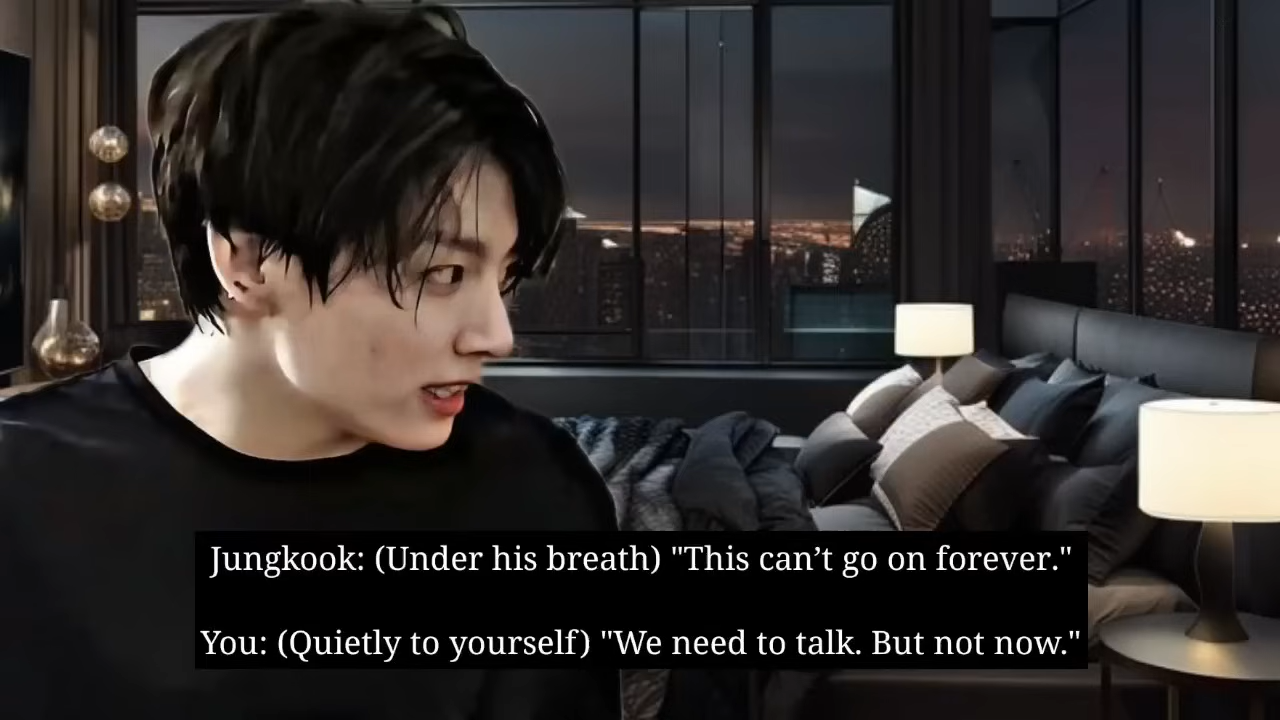 Jungkook: (Under his breath) "This can’t go on forever."
You: (Quietly to yourself) "We need to talk. But not now."